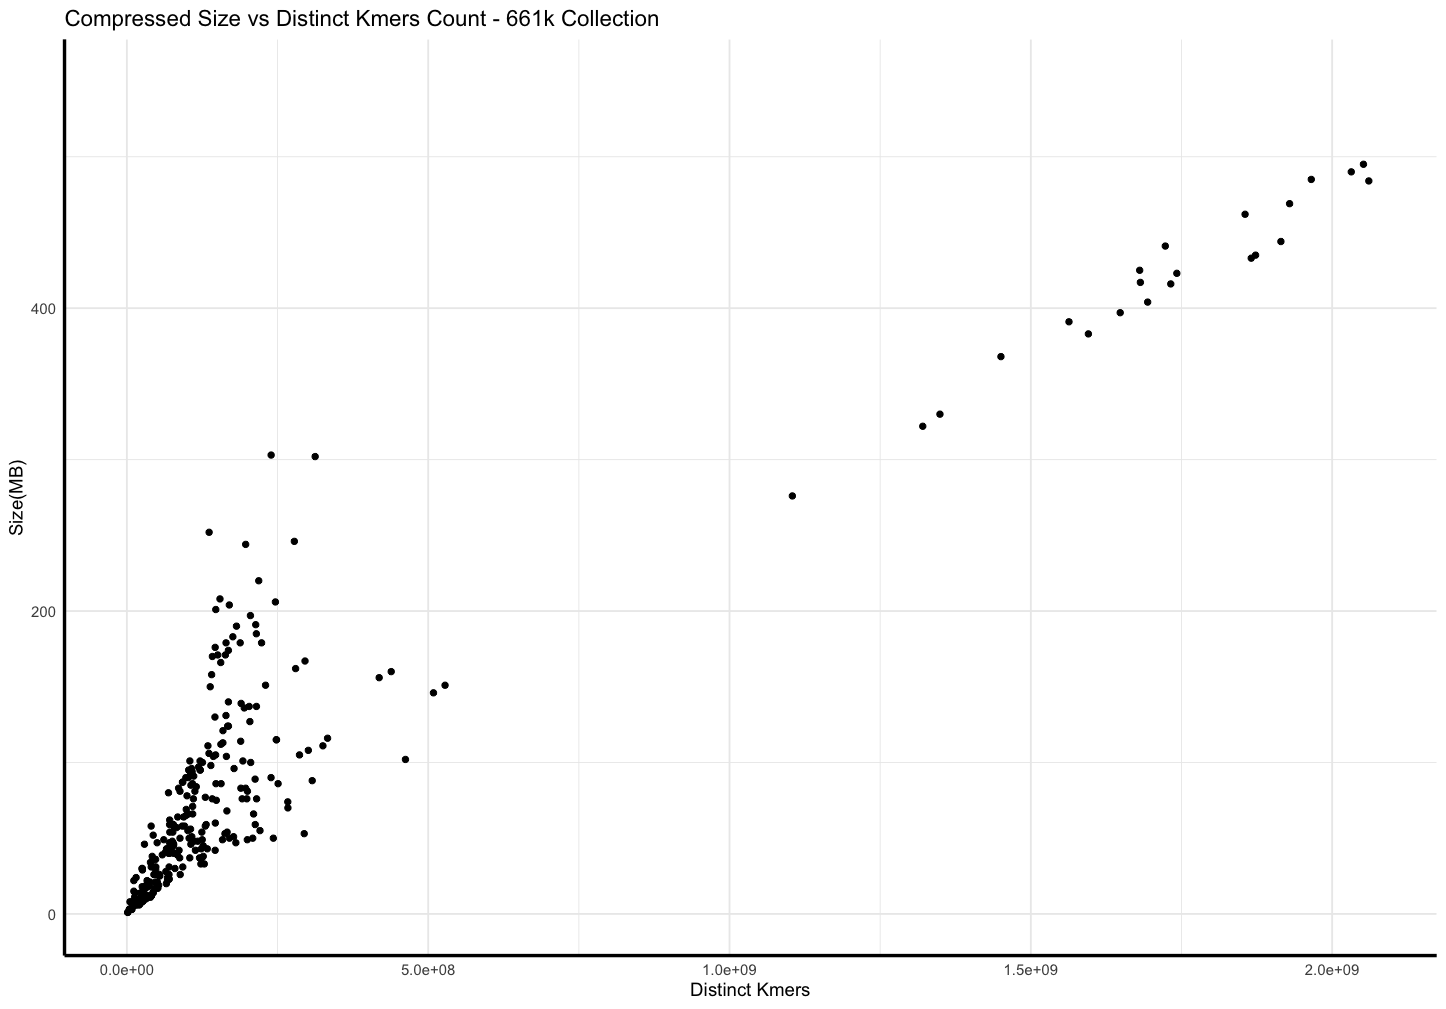 Compressed Size vs Distinct Kmers Count - 661k Collection
Size(MB)
400
200
0
0.0e+00 5.0e+08 1.0e+09 1.5e+09 2.0e+09
Distinct Kmers